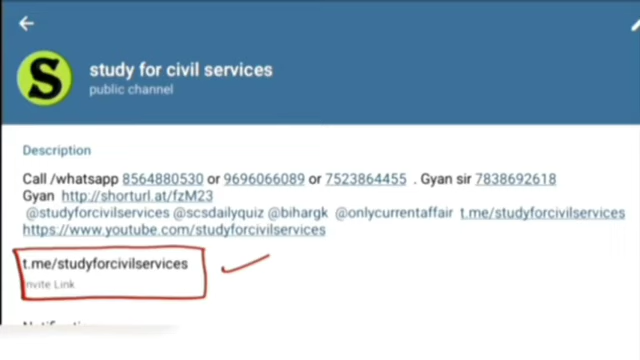 S
study for civil services
public channel
Description
Call /whatsapp 8564880530 or 9696066089 or 7523864455 . Gyan sir 7838692618
Gyan http://shorturl.at/fzM23
@studyforcivilservices @scsdailyquiz @bihargk @onlycurrentaffair t.me/studyforcivilservices
https://www.youtube.com/studyforcivilservices
t.me/studyforcivilservices
Invite Link